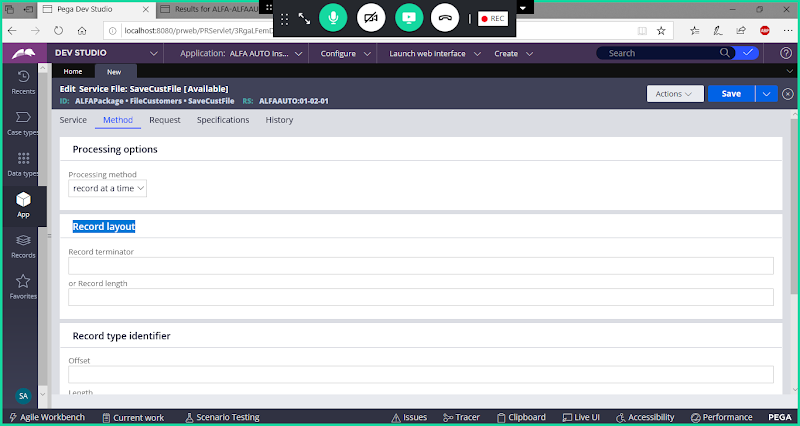 Pega Dev Studio
Results for ALFA-ALFAAU
REC
localhost:8080/prweb/PRServlet/3RgaLFemD
DEV STUDIO
Application: ALFA AUTO Ins...
Configure
Launch web interface
Create
Search
Recents
Case types
Data types
App
Records
Favorites
SA
Home
New
Edit Service File: SaveCustFile [Available]
ID: ALFAPackage • FileCustomers • SaveCustFile RS: ALFAAUTO:01-02-01
Actions
Save
Service
Method
Request
Specifications
History
Processing options
Processing method
record at a time
Record layout
Record terminator
or Record length
Record type identifier
Offset
Length
Agile Workbench
Current work
Scenario Testing
Issues
Tracer
Clipboard
Live UI
Accessibility
Performance
PEGA